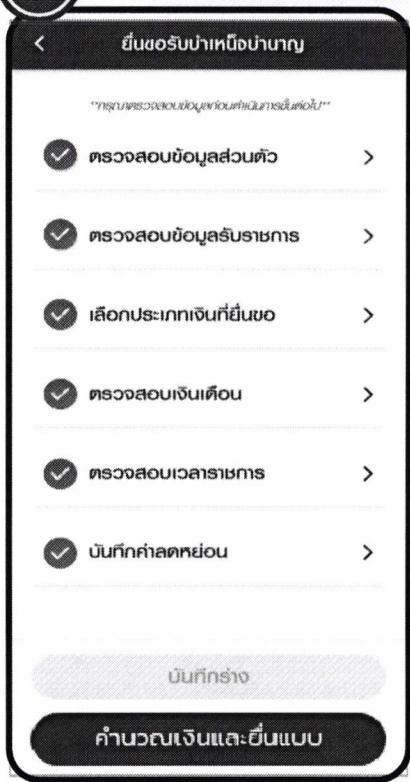 ยื่นขอรับบำเหน็จบำนาญ
**กรุณาตรวจสอบข้อมูลก่อนดำเนินการขั้นต่อไป**
ตรวจสอบข้อมูลส่วนตัว
ตรวจสอบข้อมูลรับราชการ
เลือกประเภทเงินที่ยื่นขอ
ตรวจสอบเงินเดือน
ตรวจสอบเวลาราชการ
บันทึกค่าลดหย่อน
บันทึกร่าง
คำนวณเงินและยื่นแบบ